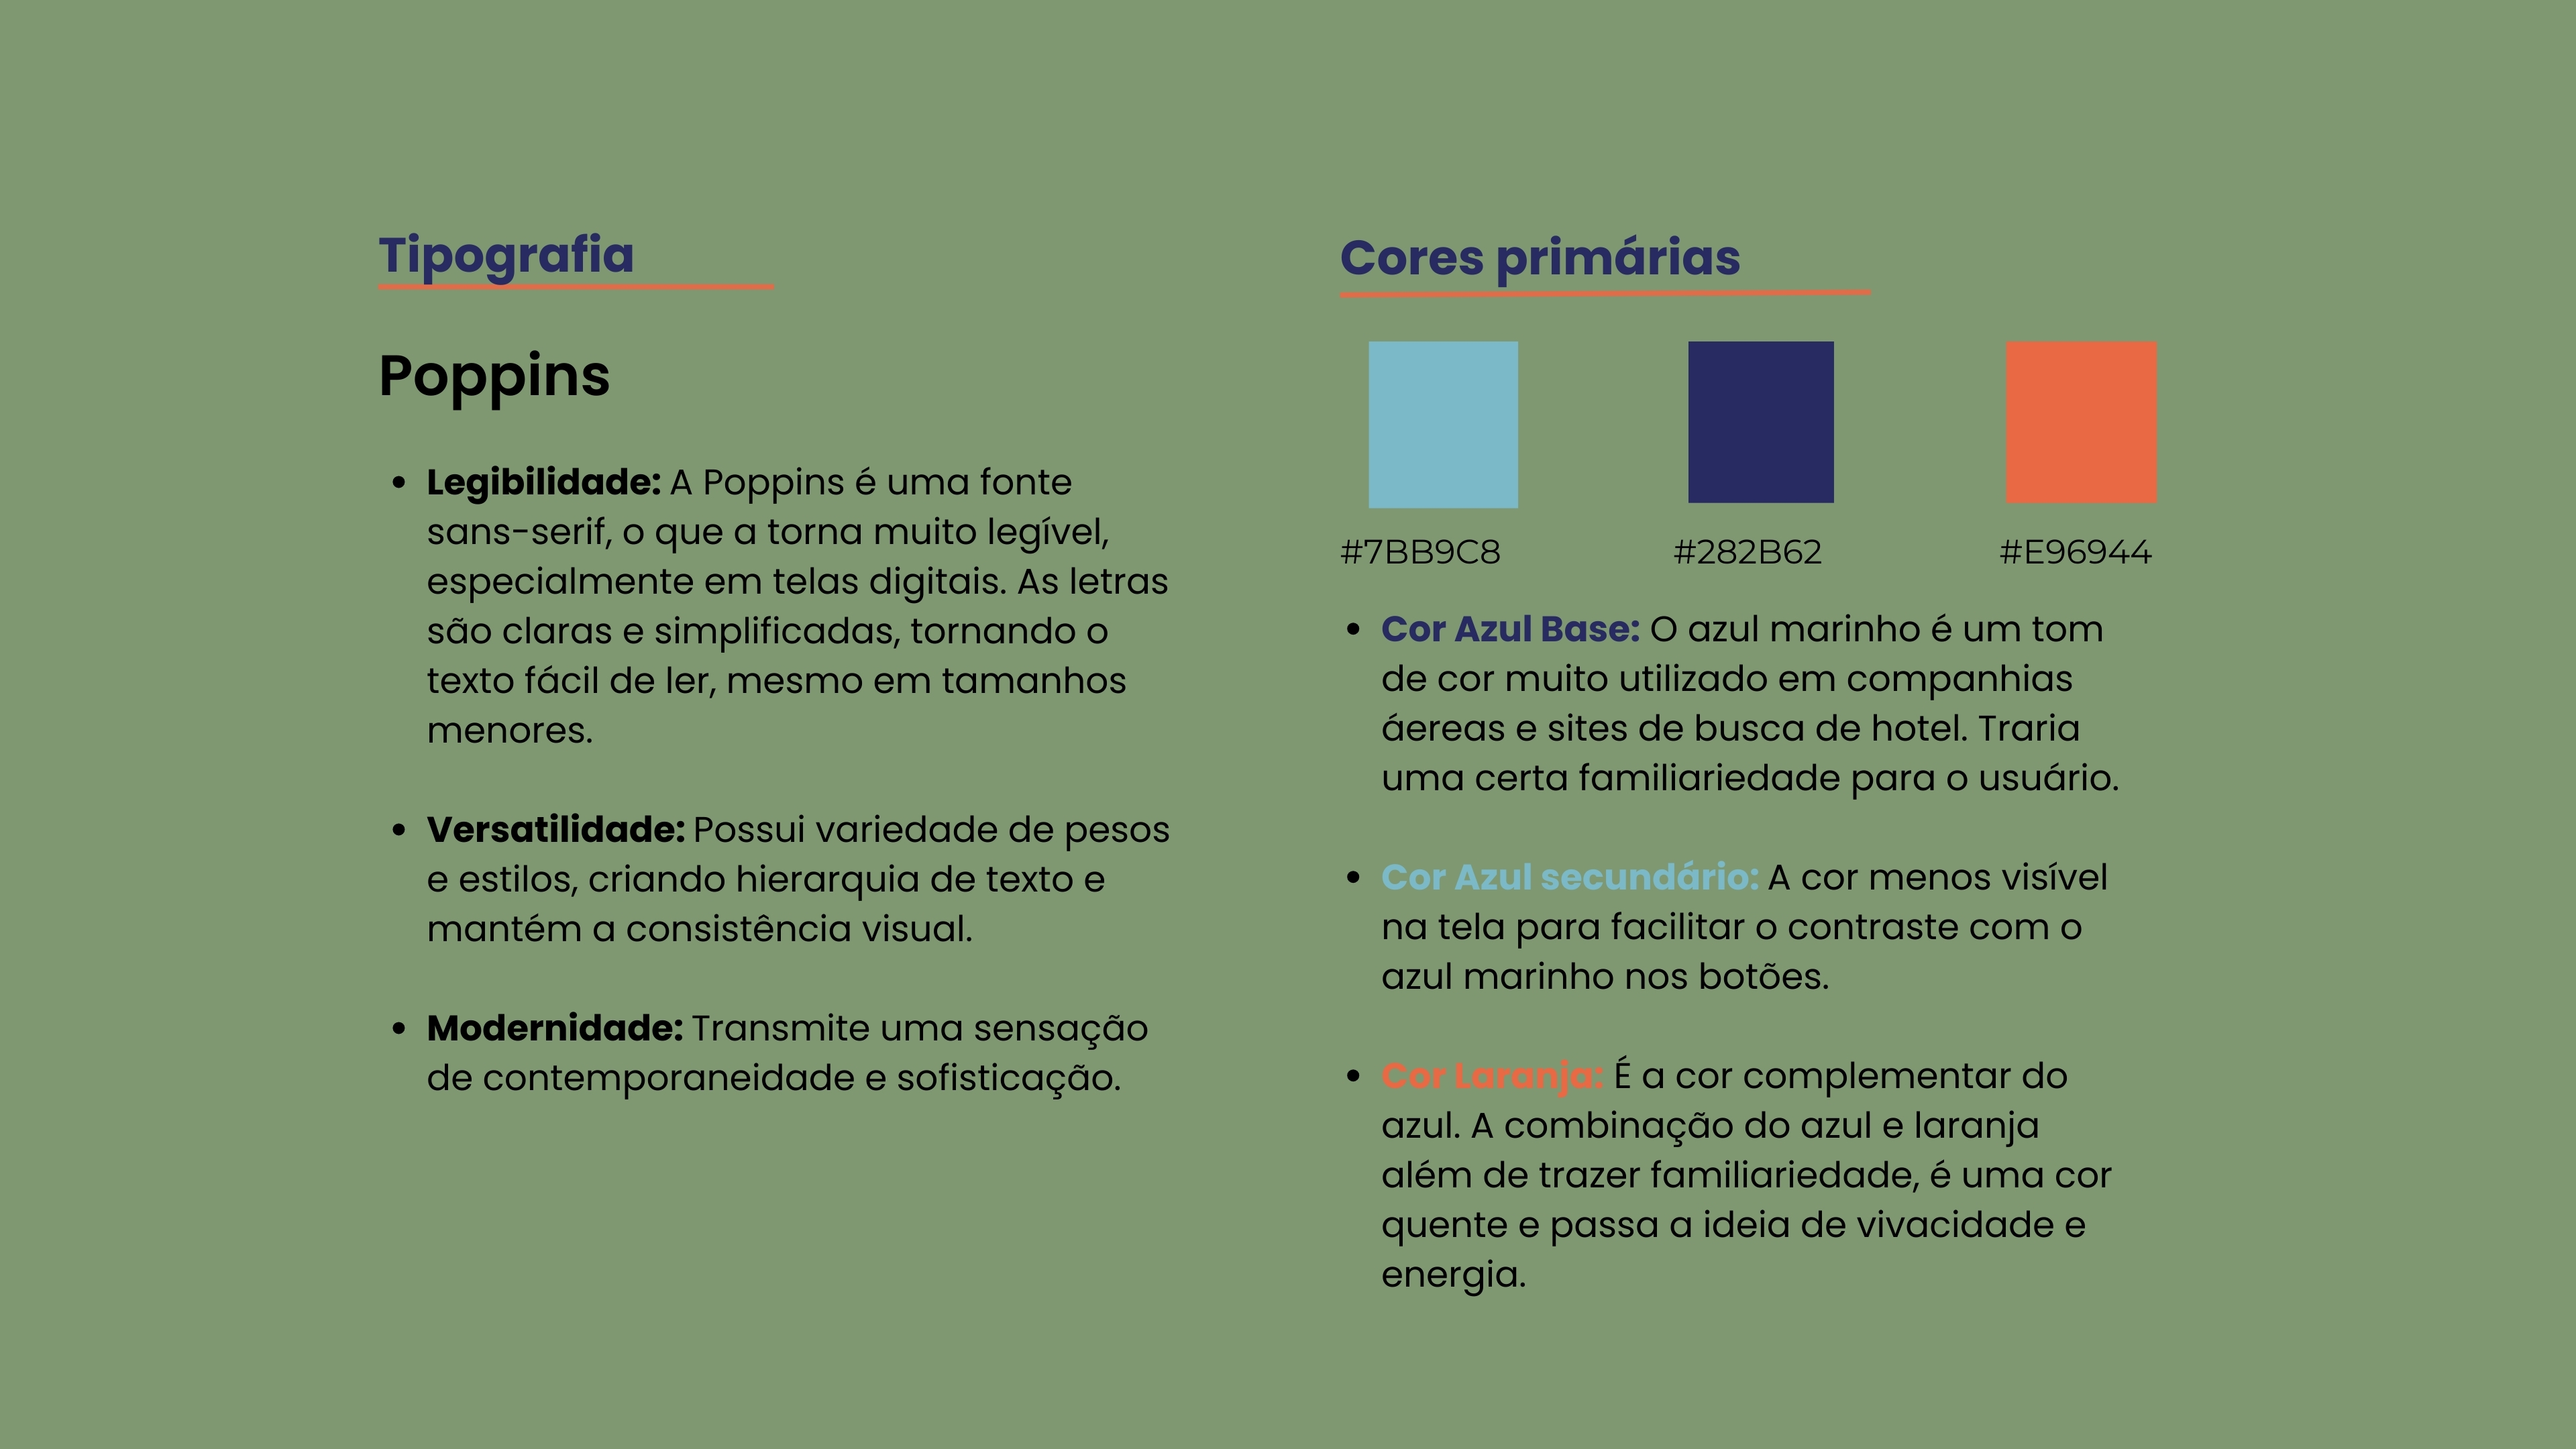 Tipografia
Poppins
• Legibilidade: A Poppins é uma fonte
sans-serif, o que a torna muito legível,
especialmente em telas digitais. As letras
são claras e simplificadas, tornando o
texto fácil de ler, mesmo em tamanhos
menores.
• Versatilidade: Possui variedade de pesos
e estilos, criando hierarquia de texto e
mantém a consistência visual.
• Modernidade: Transmite uma sensação
de contemporaneidade e sofisticação.
Cores primárias
#7BB9C8 #282B62 #E96944
• Cor Azul Base: O azul marinho é um tom
de cor muito utilizado em companhias
áereas e sites de busca de hotel. Traria
uma certa familiariedade para o usuário.
• Cor Azul secundário: A cor menos visível
na tela para facilitar o contraste com o
azul marinho nos botões.
• Cor Laranja: É a cor complementar do
azul. A combinação do azul e laranja
além de trazer familiariedade, é uma cor
quente e passa a ideia de vivacidade e
energia.